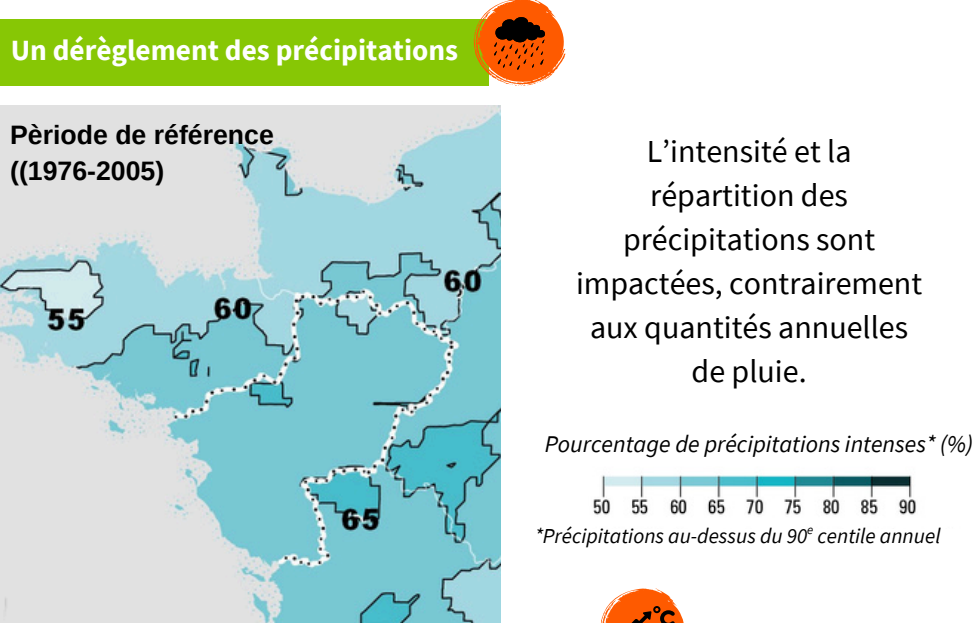 Un dérèglement des précipitations
Pèriode de référence
((1976-2005)
55
60
60
65
L’intensité et la
répartition des
précipitations sont
impactées, contrairement
aux quantités annuelles
de pluie.
Pourcentage de précipitations intenses* (%)
50 55 60 65 70 75 80 85 90
*Précipitations au-dessus du 90e centile annuel
°C